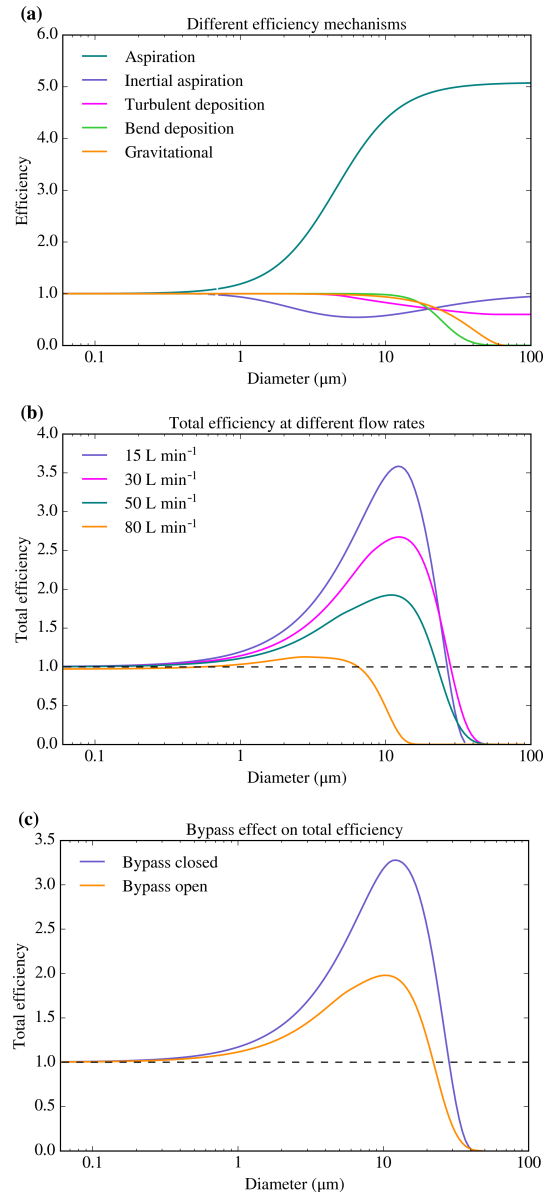 (a)
Different efficiency mechanisms
6.0
5.0
4.0
3.0
2.0
1.0
0.0
Efficiency
Aspiration
Inertial aspiration
Turbulent deposition
Bend deposition
Gravitational
0.1 1 10 100
Diameter (μm)
(b)
Total efficiency at different flow rates
4.0
3.5
3.0
2.5
2.0
1.5
1.0
0.5
0.0
Total efficiency
15 L min⁻¹
30 L min⁻¹
50 L min⁻¹
80 L min⁻¹
0.1 1 10 100
Diameter (μm)
(c)
Bypass effect on total efficiency
3.5
3.0
2.5
2.0
1.5
1.0
0.5
0.0
Total efficiency
Bypass closed
Bypass open
0.1 1 10 100
Diameter (μm)